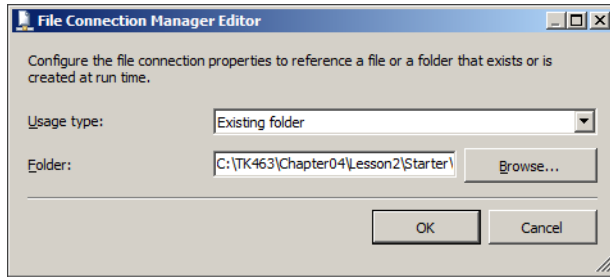 File Connection Manager Editor
Configure the file connection properties to reference a file or a folder that exists or is
created at run time.
Usage type: Existing folder
Folder: C:\TK463\Chapter04\Lesson2\Starter\ Browse...
OK Cancel